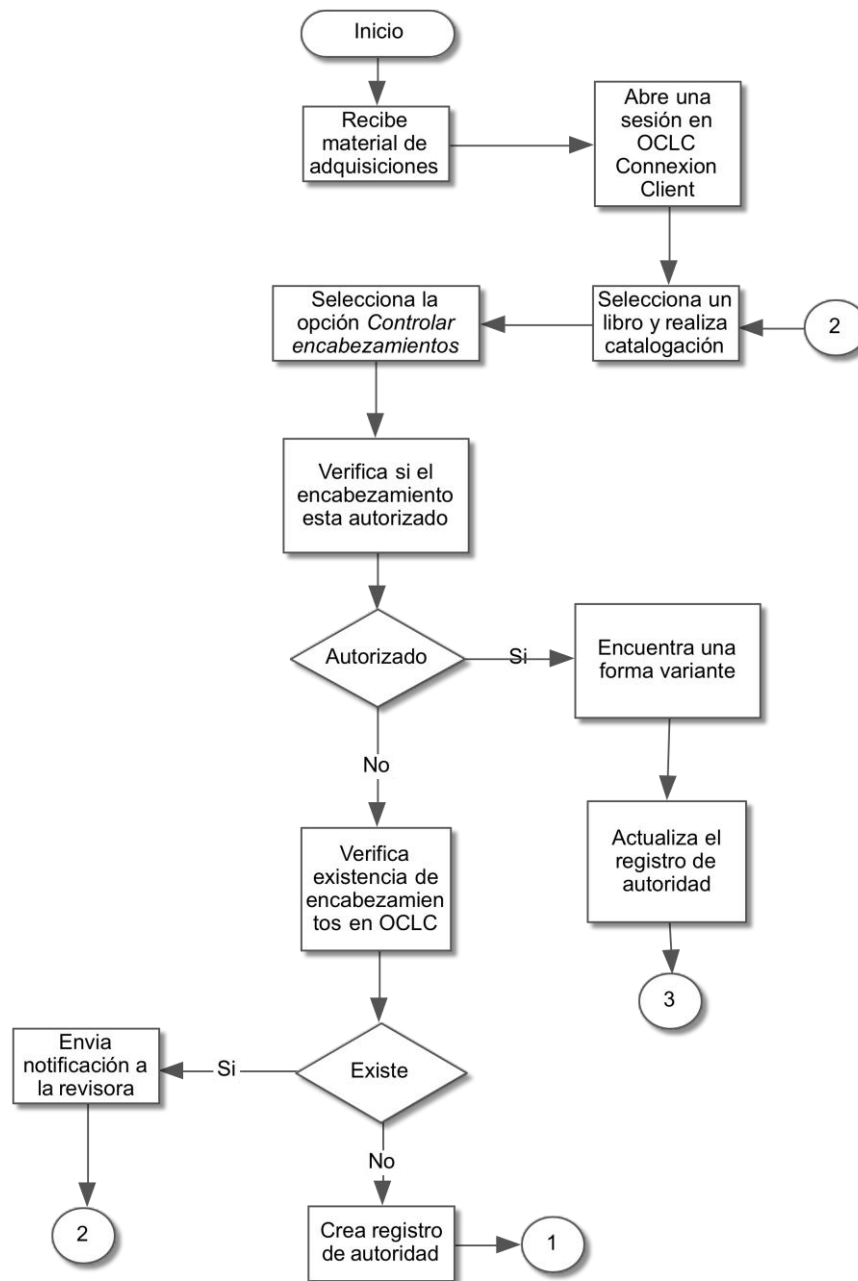 Inicio
Recibe
material de
adquisiciones
Abre una
sesión en
OCLC
Connexion
Client
Selecciona la
opción Controlar
encabezamientos
Selecciona un
libro y realiza
catalogación
2
Verifica si el
encabezamiento
esta autorizado
Autorizado
Si
Encuentra una
forma variante
No
Verifica
existencia de
encabezamien
tos en OCLC
Actualiza el
registro de
autoridad
3
Envia
notificación a
la revisora
Si
Existe
No
2
Crea registro
de autoridad
1